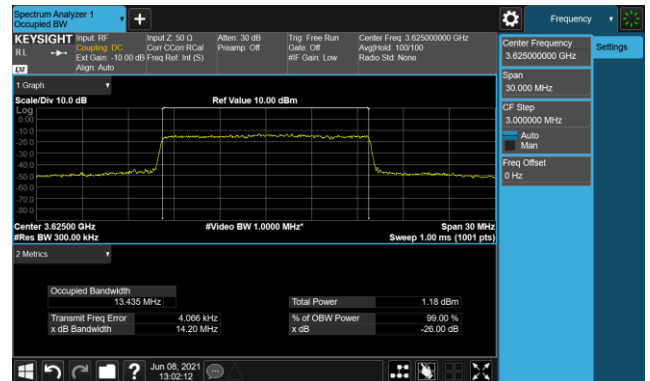 Spectrum Analyzer 1
Occupied BW
+
Frequency
KEYSIGHT
RL
LXI
Input: RF
Coupling: DC
Ext Gain: -10.00 dB
Align: Auto
Input Z: 50 Ω
Corr CCorr RCal
Freq Ref: Int (S)
Atten: 30 dB
Preamp: Off
Trig: Free Run
Gate: Off
#IF Gain: Low
Center Freq: 3.625000000 GHz
Avg|Hold: 100/100
Radio Std: None
Center Frequency
3.625000000 GHz
Settings
Span
30.000 MHz
CF Step
3.000000 MHz
Auto
Man
Freq Offset
0 Hz
1 Graph
Scale/Div 10.0 dB
Ref Value 10.00 dBm
Log
0.00
-10.0
-20.0
-30.0
-40.0
-50.0
-60.0
-70.0
-80.0
Center 3.62500 GHz
#Video BW 1.0000 MHz*
Span 30 MHz
#Res BW 300.00 kHz
Sweep 1.00 ms (1001 pts)
2 Metrics
Occupied Bandwidth
13.435 MHz
Total Power 1.18 dBm
Transmit Freq Error 4.066 kHz
% of OBW Power 99.00 %
x dB Bandwidth 14.20 MHz
x dB -26.00 dB
?
Jun 08, 2021
13:02:12